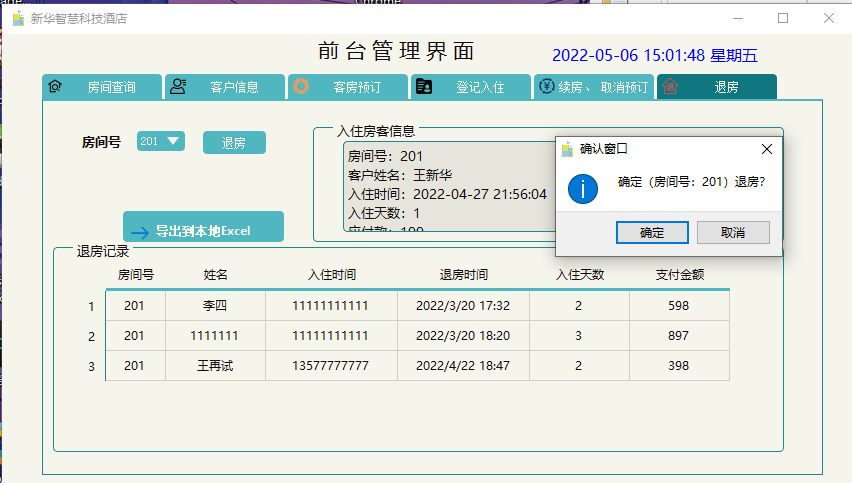 Chrome
新华智慧科技酒店
前台管理界面
2022-05-06 15:01:48 星期五
房间查询 客户信息 客房预订 登记入住 续房、取消预订 退房
房间号 201 退房
入住房客信息
房间号：201
客户姓名：王新华
入住时间：2022-04-27 21:56:04
入住天数：1
应付款：199
确认窗口
确定（房间号：201）退房？
确定 取消
导出到本地Excel
退房记录
房间号 姓名 入住时间 退房时间 入住天数 支付金额
1 201 李四 11111111111 2022/3/20 17:32 2 598
2 201 1111111 11111111111 2022/3/20 18:20 3 897
3 201 王再试 13577777777 2022/4/22 18:47 2 398